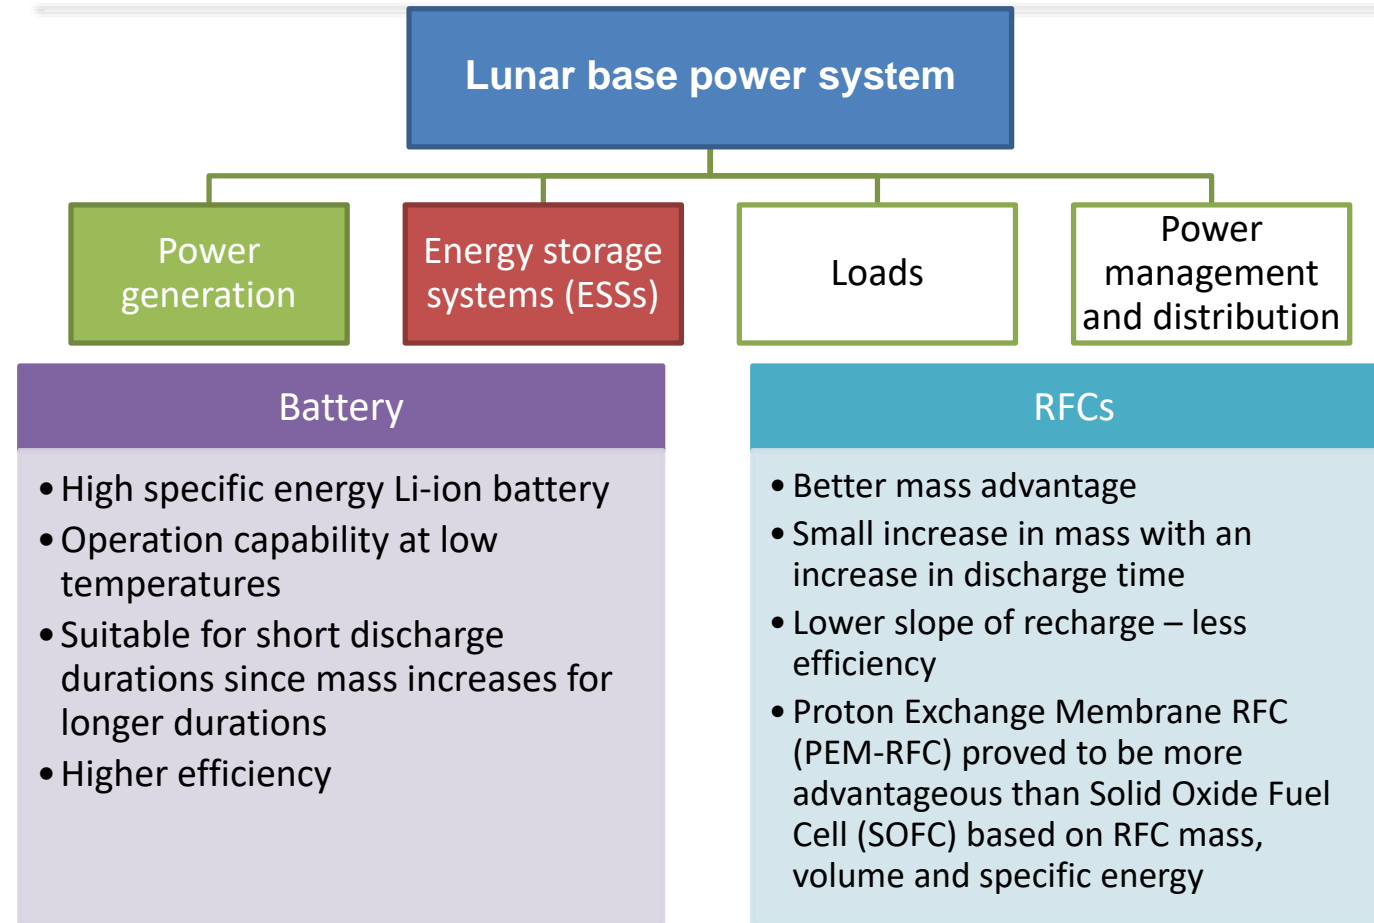 Lunar base power system
Power
generation
Energy storage
systems (ESSs)
Loads
Power
management
and distribution
Battery
• High specific energy Li-ion battery
• Operation capability at low
temperatures
• Suitable for short discharge
durations since mass increases for
longer durations
• Higher efficiency
RFCs
• Better mass advantage
• Small increase in mass with an
increase in discharge time
• Lower slope of recharge – less
efficiency
• Proton Exchange Membrane RFC
(PEM-RFC) proved to be more
advantageous than Solid Oxide Fuel
Cell (SOFC) based on RFC mass,
volume and specific energy